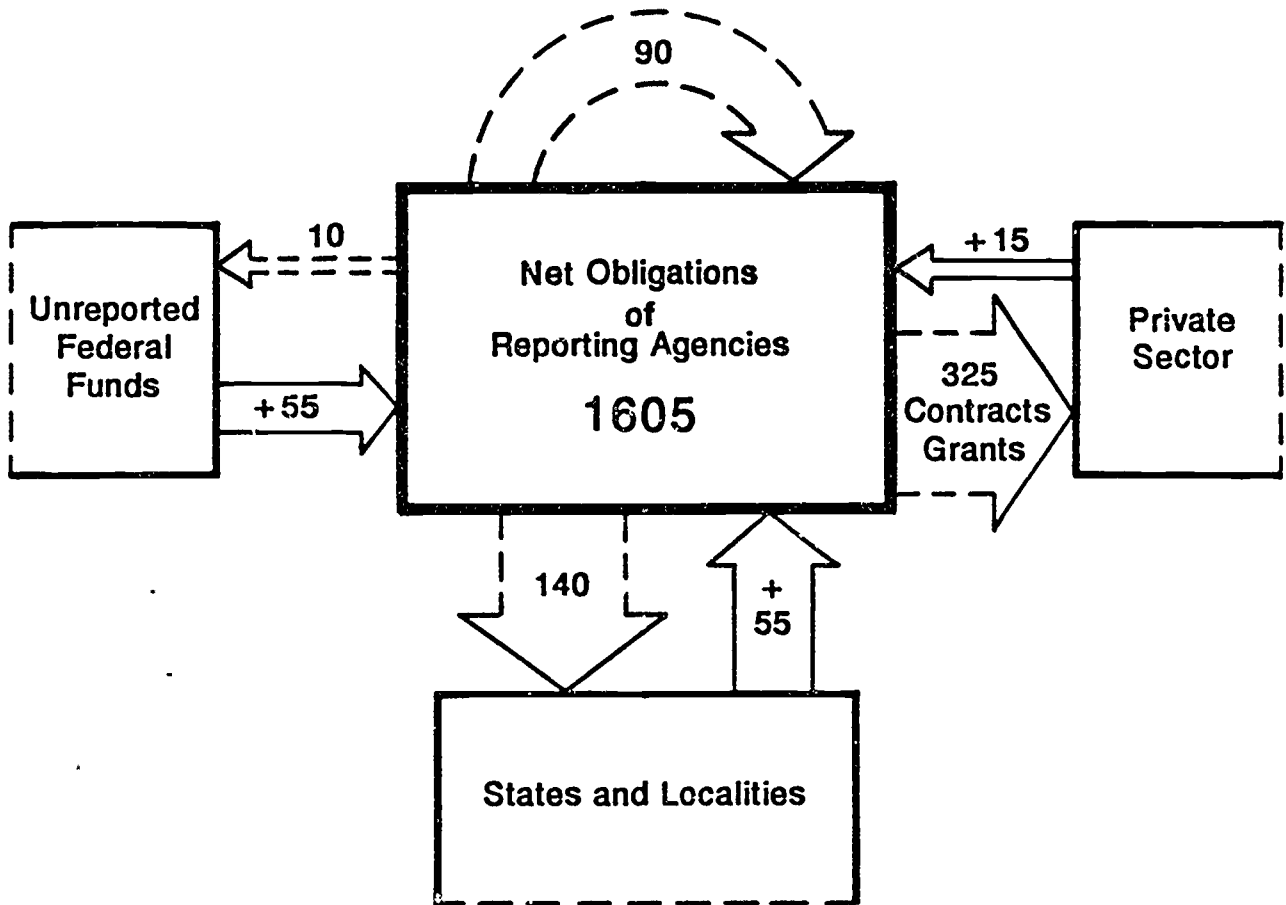 90
10
+15
Unreported
Federal
Funds
Net Obligations
of
Reporting Agencies
1605
Private
Sector
+55
325
Contracts
Grants
140
+
55
States and Localities